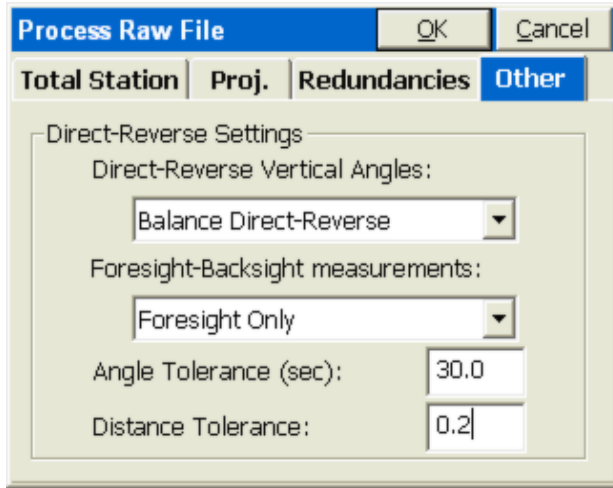 Process Raw File OK Cancel
Total Station Proj. Redundancies Other
Direct-Reverse Settings
Direct-Reverse Vertical Angles:
Balance Direct-Reverse
Foresight-Backsight measurements:
Foresight Only
Angle Tolerance (sec): 30.0
Distance Tolerance: 0.2